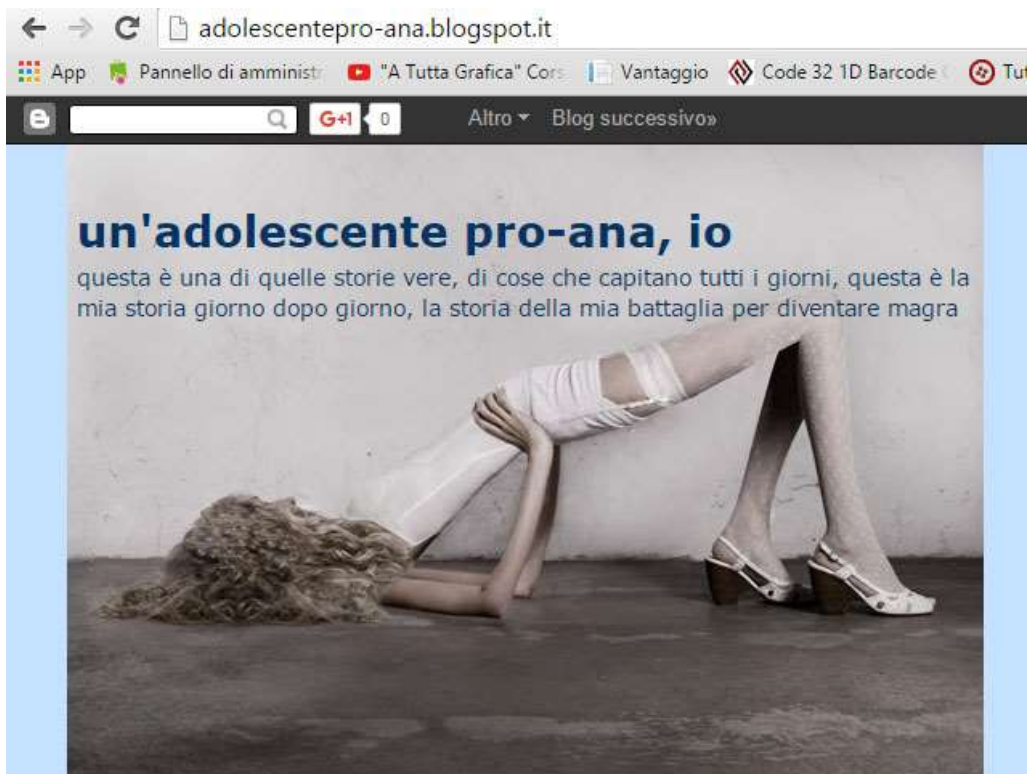 adolescentepro-ana.blogspot.it
App Pannello di amministr "A Tutta Grafica" Cors Vantaggio Code 32 1D Barcode Tut
G+1 0 Altro Blog successivo»
un'adolescente pro-ana, io
questa è una di quelle storie vere, di cose che capitano tutti i giorni, questa è la
mia storia giorno dopo giorno, la storia della mia battaglia per diventare magra